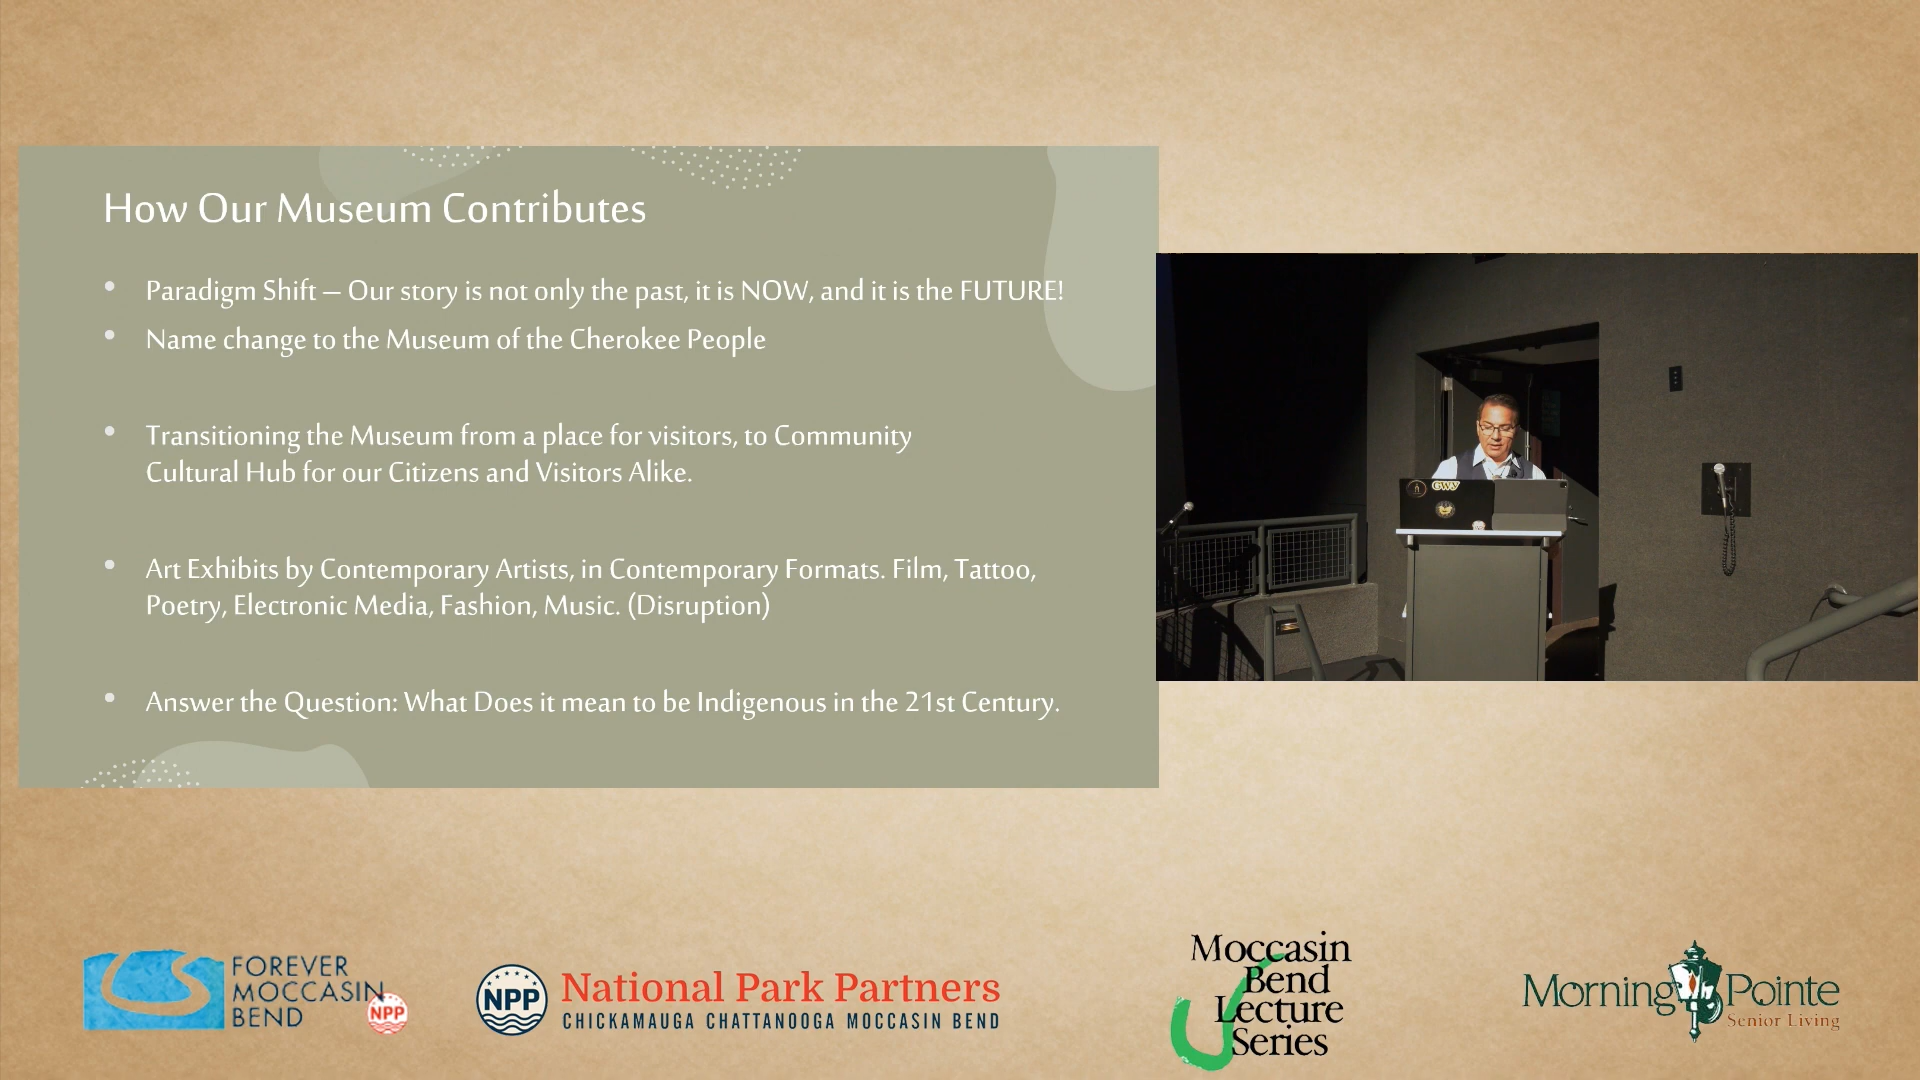 How Our Museum Contributes
• Paradigm Shift – Our story is not only the past, it is NOW, and it is the FUTURE!
• Name change to the Museum of the Cherokee People
• Transitioning the Museum from a place for visitors, to Community
Cultural Hub for our Citizens and Visitors Alike.
• Art Exhibits by Contemporary Artists, in Contemporary Formats. Film, Tattoo,
Poetry, Electronic Media, Fashion, Music. (Disruption)
• Answer the Question: What Does it mean to be Indigenous in the 21st Century.
GWY
FOREVER
MOCCASIN
BEND
NPP
NPP
National Park Partners
CHICKAMAUGA CHATTANOOGA MOCCASIN BEND
Moccasin
Bend
Lecture
Series
Morning Pointe
Senior Living